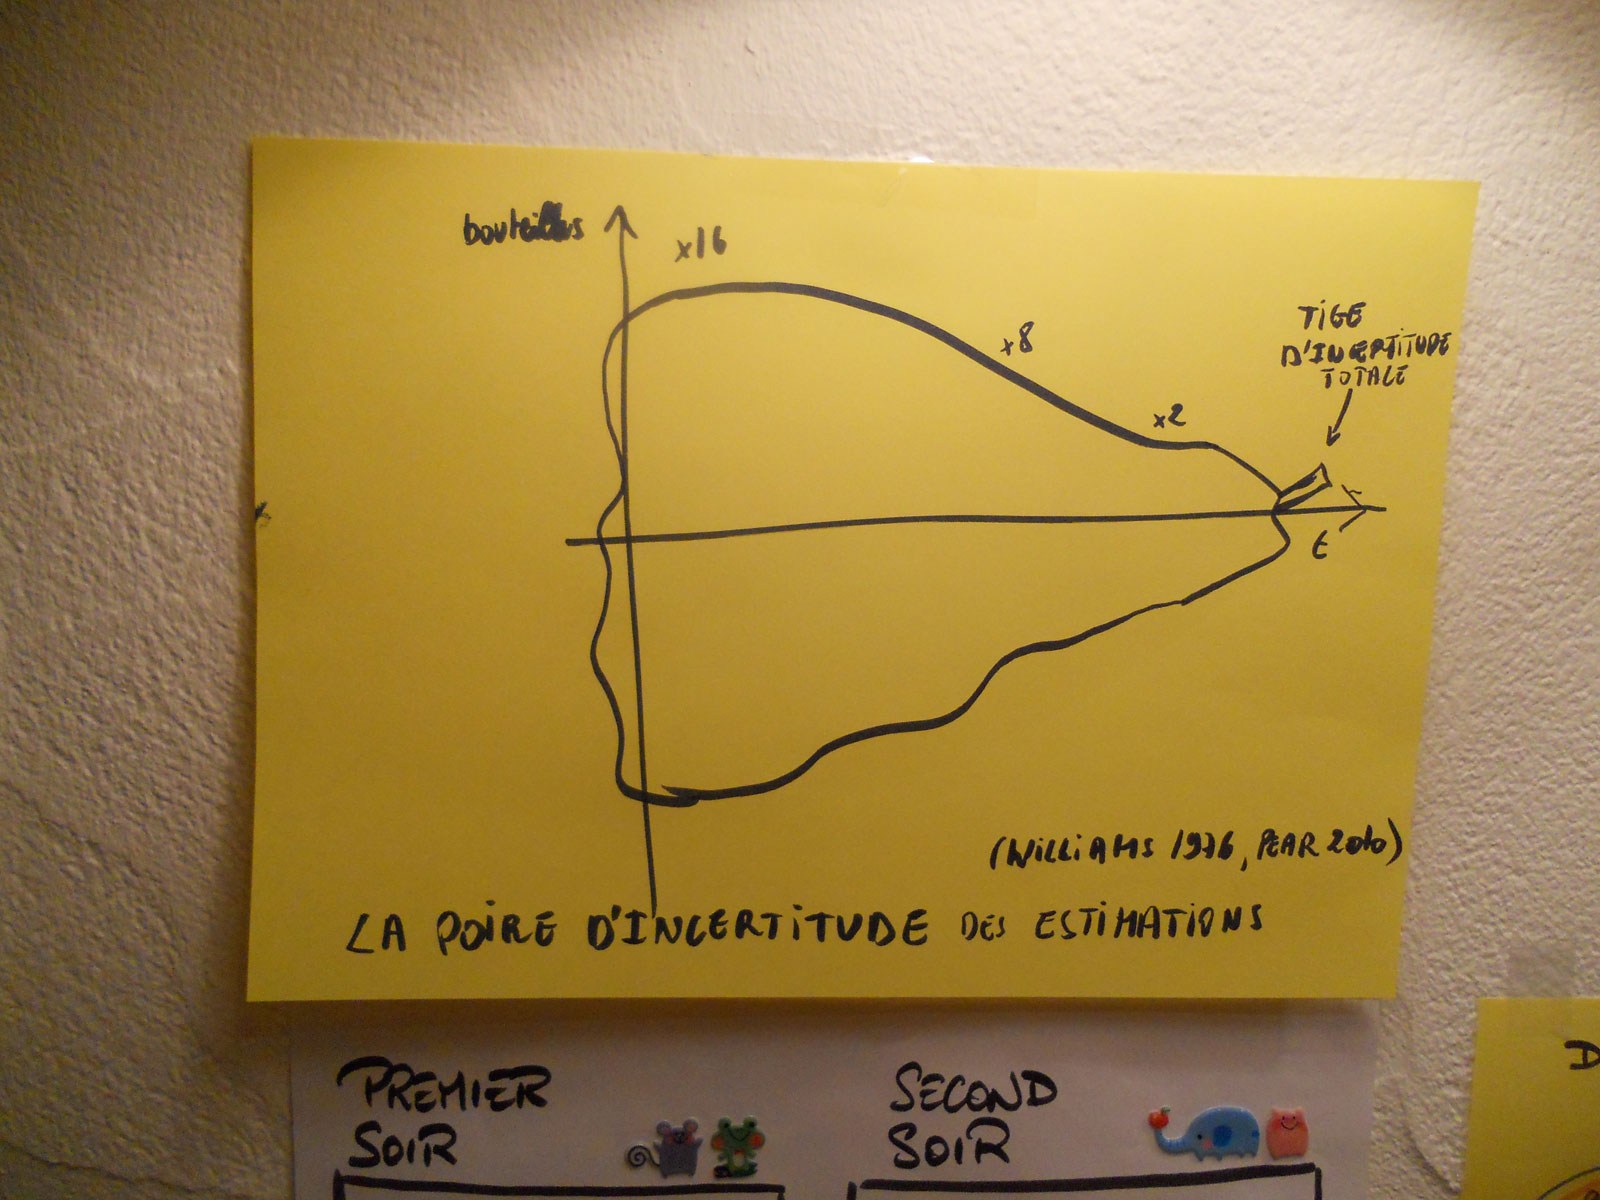 bouteilles
x16
x8
x2
TIGE
D'INCERTITUDE
TOTALE
t
(WILLIAMS 1976, PEAR 2010)
LA POIRE D'INCERTITUDE DES ESTIMATIONS
PREMIER
SOIR
SECOND
SOIR
D